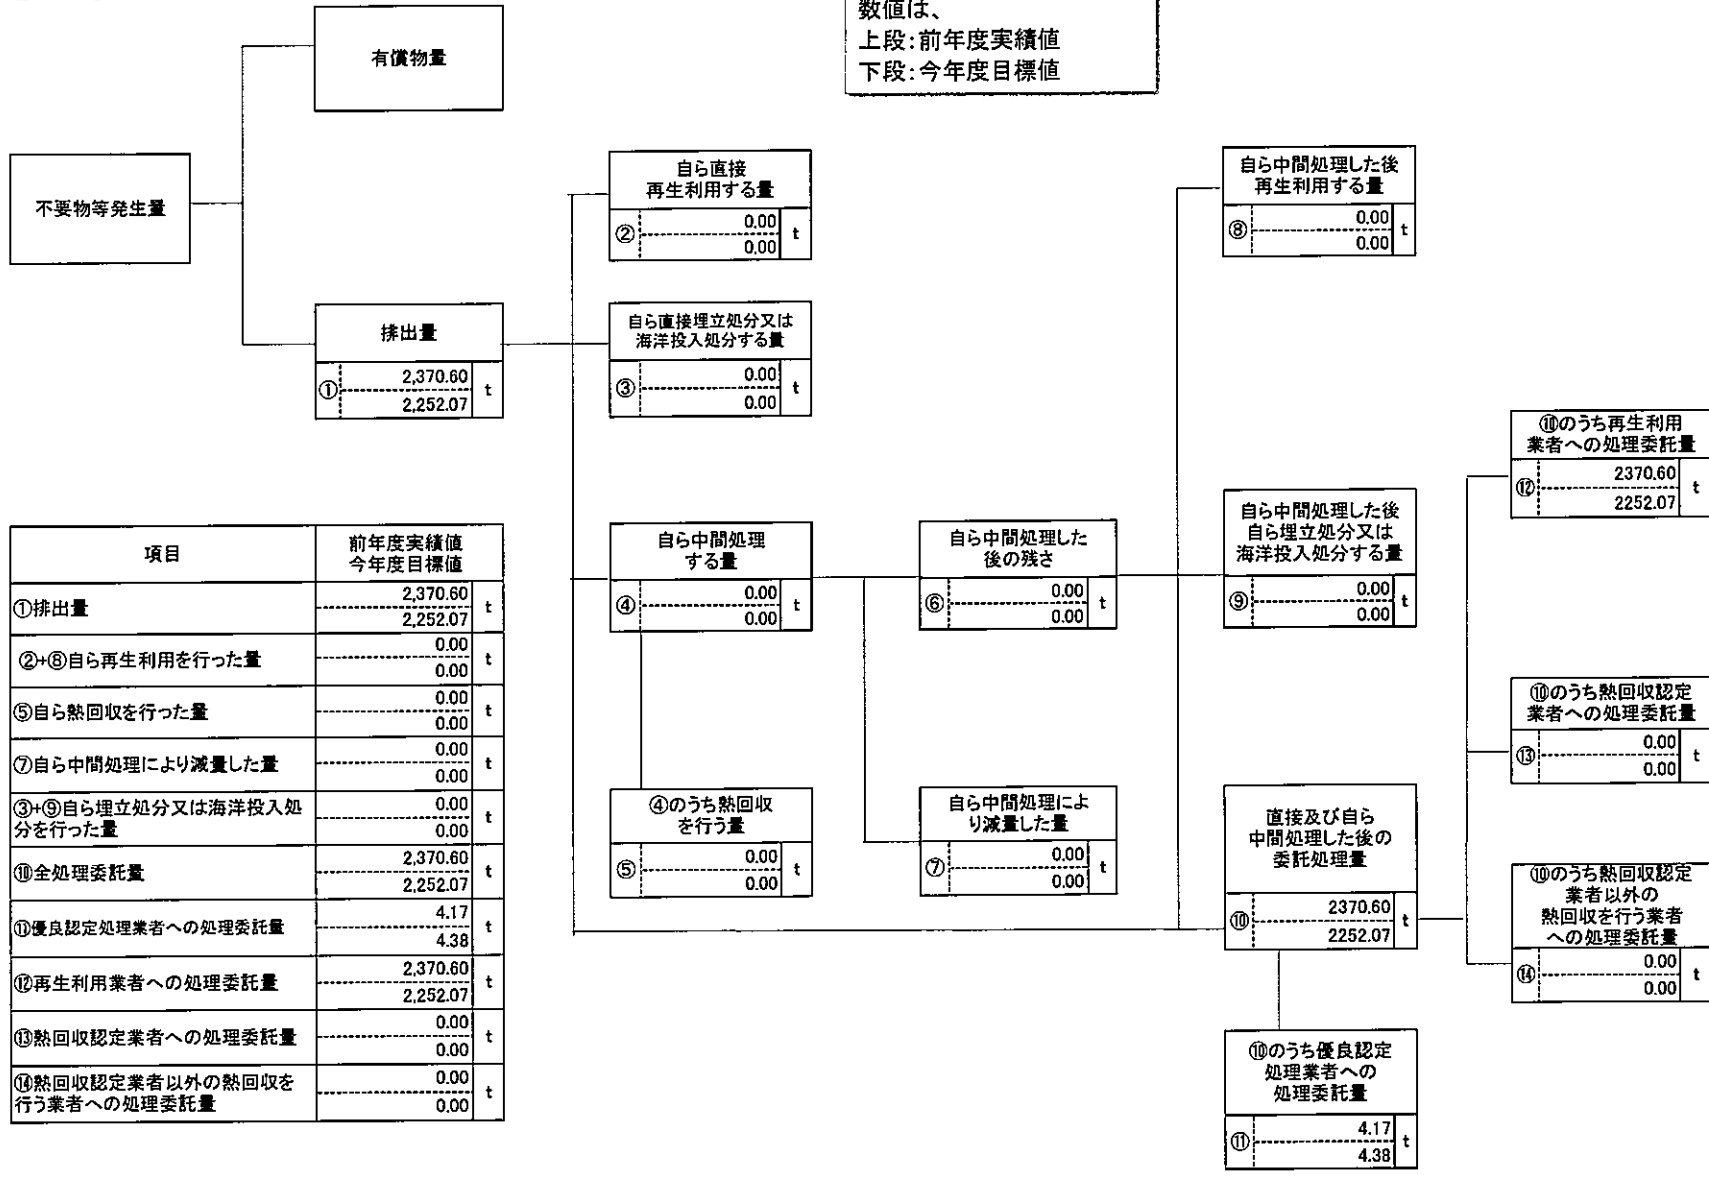 数値は、
上段:前年度実績値
下段:今年度目標値
有償物量
不要物等発生量
排出量
① 2,370.60 t
2,252.07
自ら直接
再生利用する量
② 0.00 t
0.00
自ら直接埋立処分又は
海洋投入処分する量
③ 0.00 t
0.00
自ら中間処理
する量
④ 0.00 t
0.00
④のうち熱回収
を行う量
⑤ 0.00 t
0.00
自ら中間処理した
後の残さ
⑥ 0.00 t
0.00
自ら中間処理によ
り減量した量
⑦ 0.00 t
0.00
自ら中間処理した後
再生利用する量
⑧ 0.00 t
0.00
自ら中間処理した後
自ら埋立処分又は
海洋投入処分する量
⑨ 0.00 t
0.00
直接及び自ら
中間処理した後の
委託処理量
⑩ 2370.60 t
2252.07
⑩のうち優良認定
処理業者への
処理委託量
⑪ 4.17 t
4.38
⑩のうち再生利用
業者への処理委託量
⑫ 2370.60 t
2252.07
⑩のうち熱回収認定
業者への処理委託量
⑬ 0.00 t
0.00
⑩のうち熱回収認定
業者以外の
熱回収を行う業者
への処理委託量
⑭ 0.00 t
0.00
項目 前年度実績値
今年度目標値
①排出量 2,370.60 t
2,252.07
②+⑧自ら再生利用を行った量 0.00 t
0.00
⑤自ら熱回収を行った量 0.00 t
0.00
⑦自ら中間処理により減量した量 0.00 t
0.00
③+⑨自ら埋立処分又は海洋投入処 0.00 t
分を行った量 0.00
⑩全処理委託量 2,370.60 t
2,252.07
⑪優良認定処理業者への処理委託量 4.17 t
4.38
⑫再生利用業者への処理委託量 2,370.60 t
2,252.07
⑬熱回収認定業者への処理委託量 0.00 t
0.00
⑭熱回収認定業者以外の熱回収を 0.00 t
行う業者への処理委託量 0.00